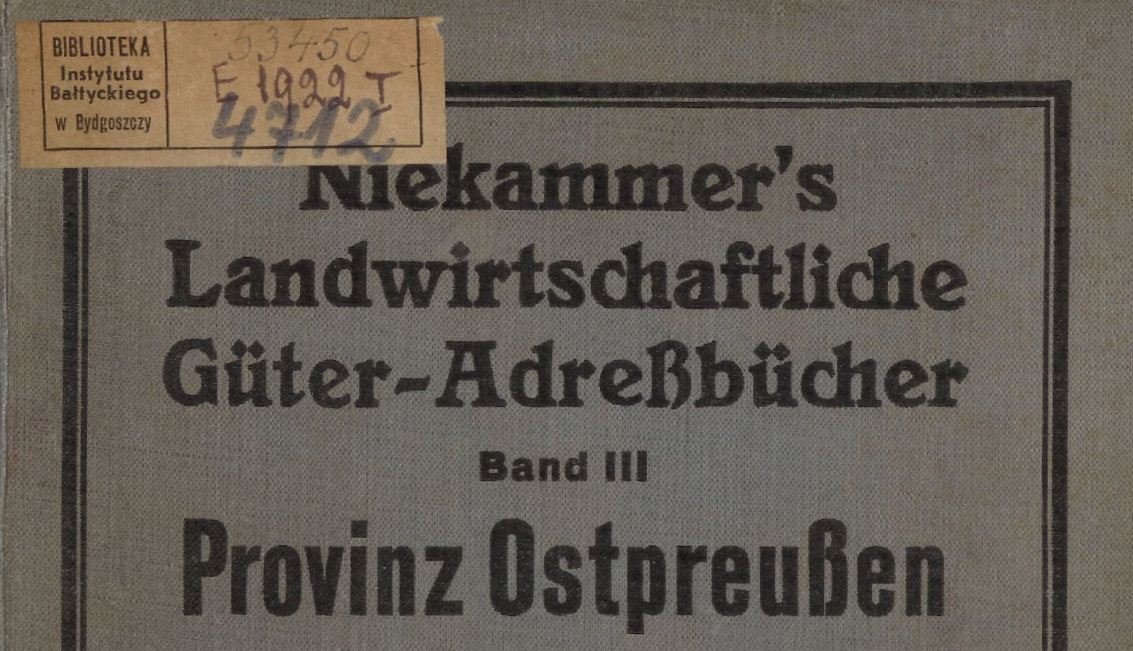 BIBLIOTEKA
Instytutu
Bałtyckiego
w Bydgoszczy
53450
E 1922 T
4712
Niekammer's
Landwirtschaftliche
Güter-Adreßbücher
Band III
Provinz Ostpreußen